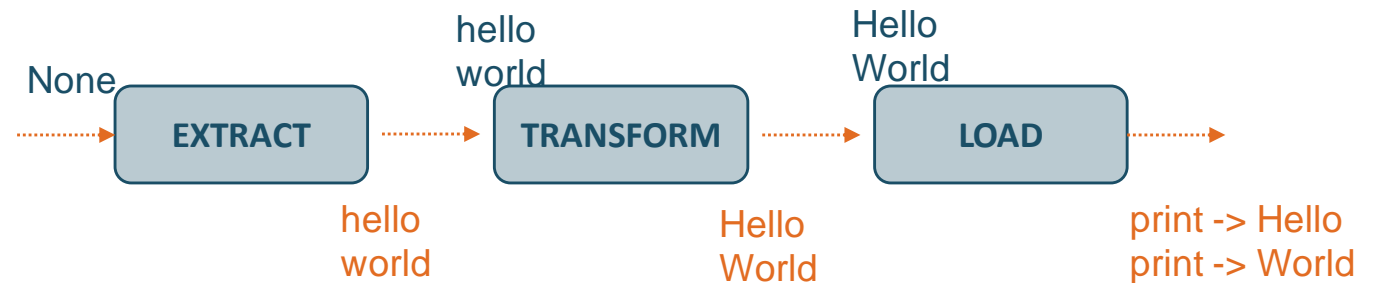 None
EXTRACT
hello
world
hello
world
TRANSFORM
Hello
World
Hello
World
LOAD
print -> Hello
print -> World